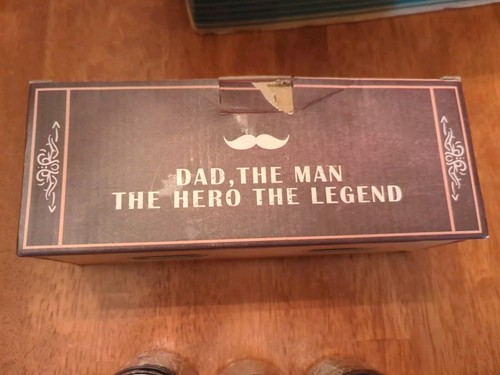 DAD, THE MAN
THE HERO THE LEGEND